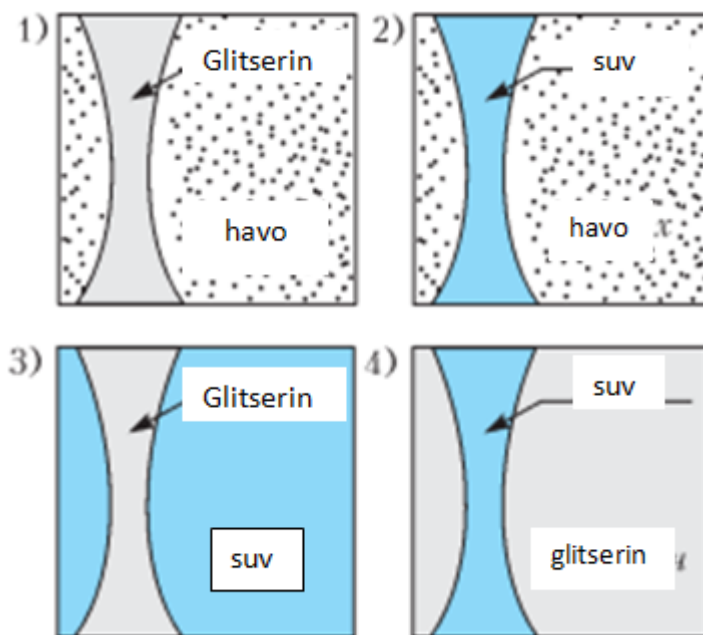 1)
Glitserin
havo
2)
suv
havo x
3)
Glitserin
suv
4)
suv
glitserin